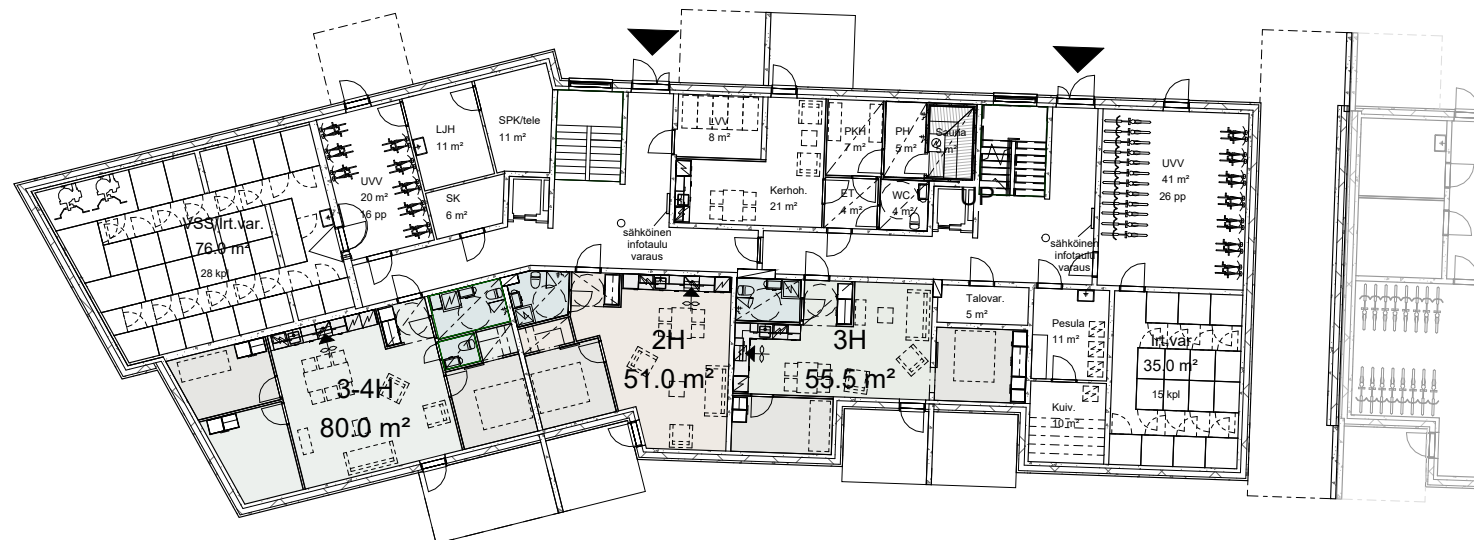 SPK/tele
11 m²
LJH
11 m²
UVV
20 m²
16 pp
SK
6 m²
VSS/Irt.var.
76.0 m²
28 kpl
LVV
8 m²
PKH
7 m²
PH
5 m²
Sauna
5 m²
Kerhoh.
21 m²
ET
4 m²
WC
4 m²
sähköinen
infotaulu
varaus
sähköinen
infotaulu
varaus
UVV
41 m²
26 pp
3-4H
80.0 m²
2H
51.0 m²
3H
55.5 m²
Talovar.
5 m²
Pesula
11 m²
Kuiv.
10 m²
Irt.var.
35.0 m²
15 kpl